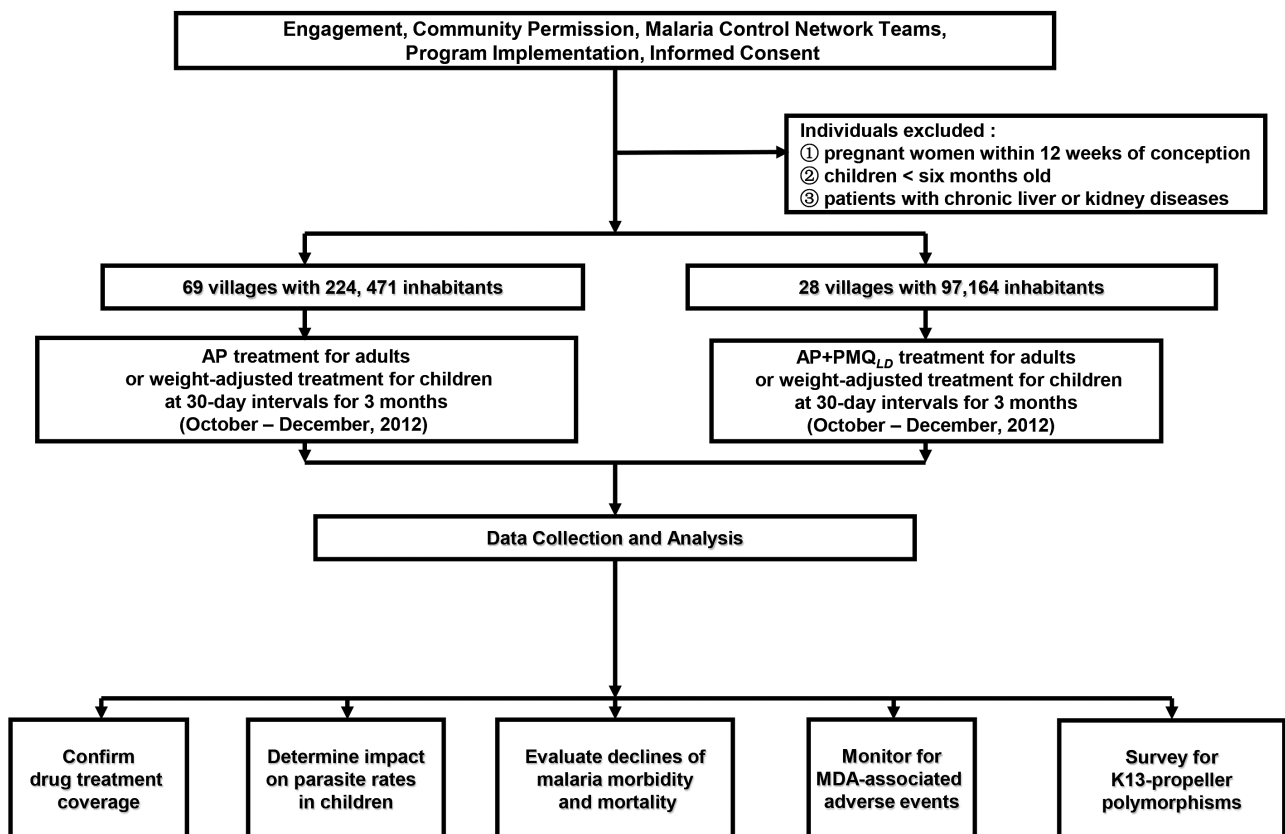 Engagement, Community Permission, Malaria Control Network Teams,
Program Implementation, Informed Consent
Individuals excluded :
① pregnant women within 12 weeks of conception
② children < six months old
③ patients with chronic liver or kidney diseases
69 villages with 224, 471 inhabitants
28 villages with 97,164 inhabitants
AP treatment for adults
or weight-adjusted treatment for children
at 30-day intervals for 3 months
(October – December, 2012)
AP+PMQLD treatment for adults
or weight-adjusted treatment for children
at 30-day intervals for 3 months
(October – December, 2012)
Data Collection and Analysis
Confirm
drug treatment
coverage
Determine impact
on parasite rates
in children
Evaluate declines of
malaria morbidity
and mortality
Monitor for
MDA-associated
adverse events
Survey for
K13-propeller
polymorphisms